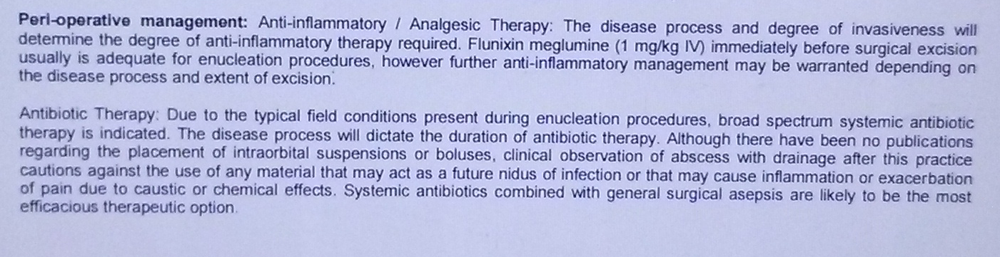 Peri-operative management: Anti-inflammatory / Analgesic Therapy: The disease process and degree of invasiveness will
determine the degree of anti-inflammatory therapy required. Flunixin meglumine (1 mg/kg IV) immediately before surgical excision
usually is adequate for enucleation procedures, however further anti-inflammatory management may be warranted depending on
the disease process and extent of excision.
Antibiotic Therapy: Due to the typical field conditions present during enucleation procedures, broad spectrum systemic antibiotic
therapy is indicated. The disease process will dictate the duration of antibiotic therapy. Although there have been no publications
regarding the placement of intraorbital suspensions or boluses, clinical observation of abscess with drainage after this practice
cautions against the use of any material that may act as a future nidus of infection or that may cause inflammation or exacerbation
of pain due to caustic or chemical effects. Systemic antibiotics combined with general surgical asepsis are likely to be the most
efficacious therapeutic option.